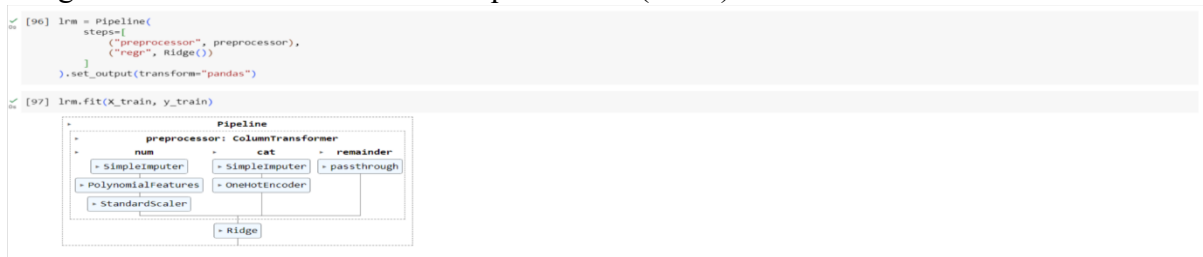 [96] lrm = Pipeline(
steps=[
("preprocessor", preprocessor),
("regr", Ridge())
]
).set_output(transform="pandas")
[97] lrm.fit(X_train, y_train)
Pipeline
preprocessor: ColumnTransformer
num cat remainder
SimpleImputer SimpleImputer passthrough
PolynomialFeatures OneHotEncoder
StandardScaler
Ridge